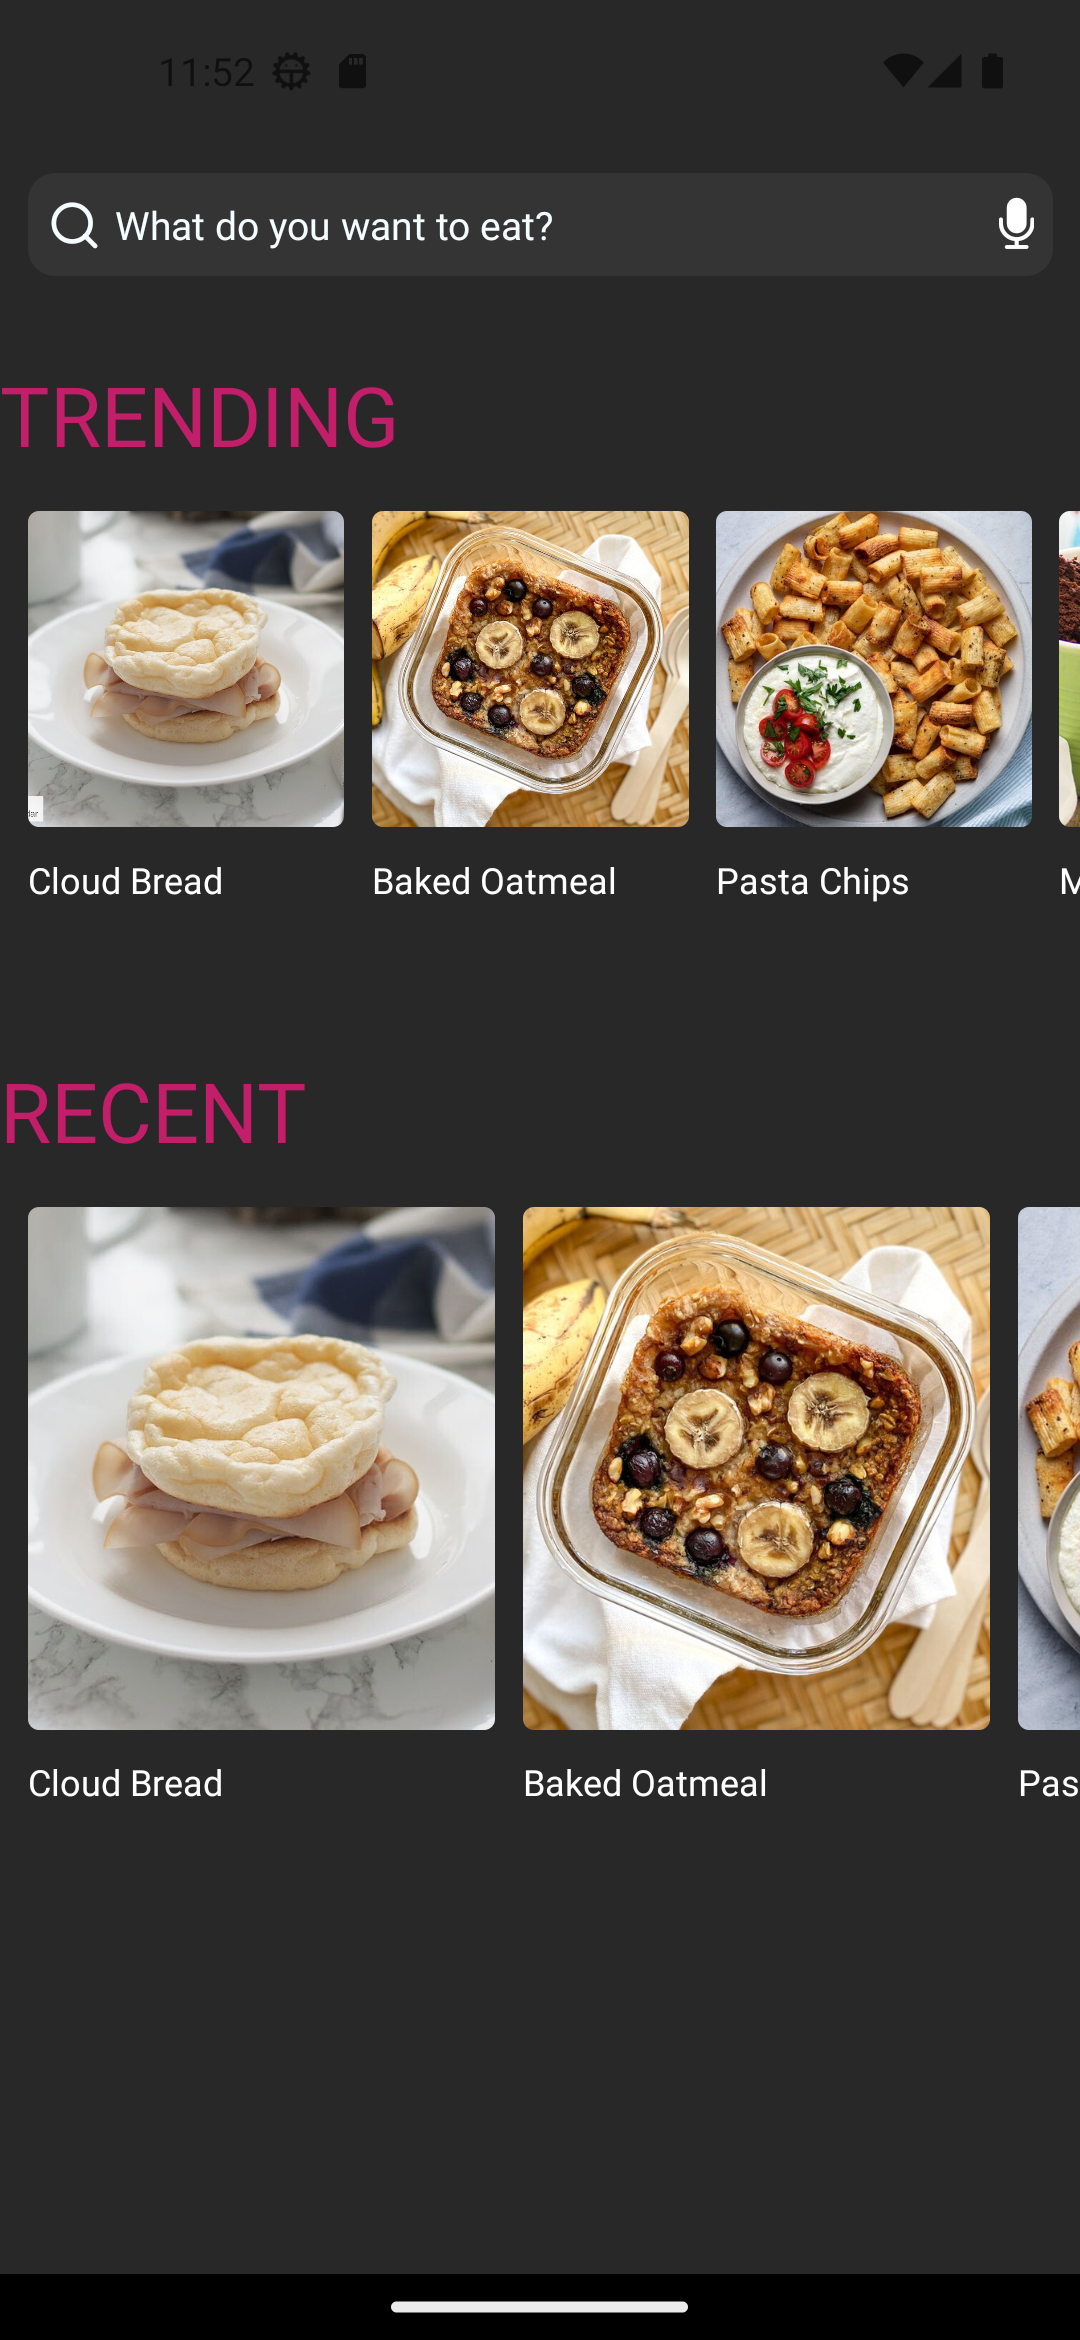 11:52
What do you want to eat?
TRENDING
Cloud Bread
Baked Oatmeal
Pasta Chips
M
RECENT
Cloud Bread
Baked Oatmeal
Pas